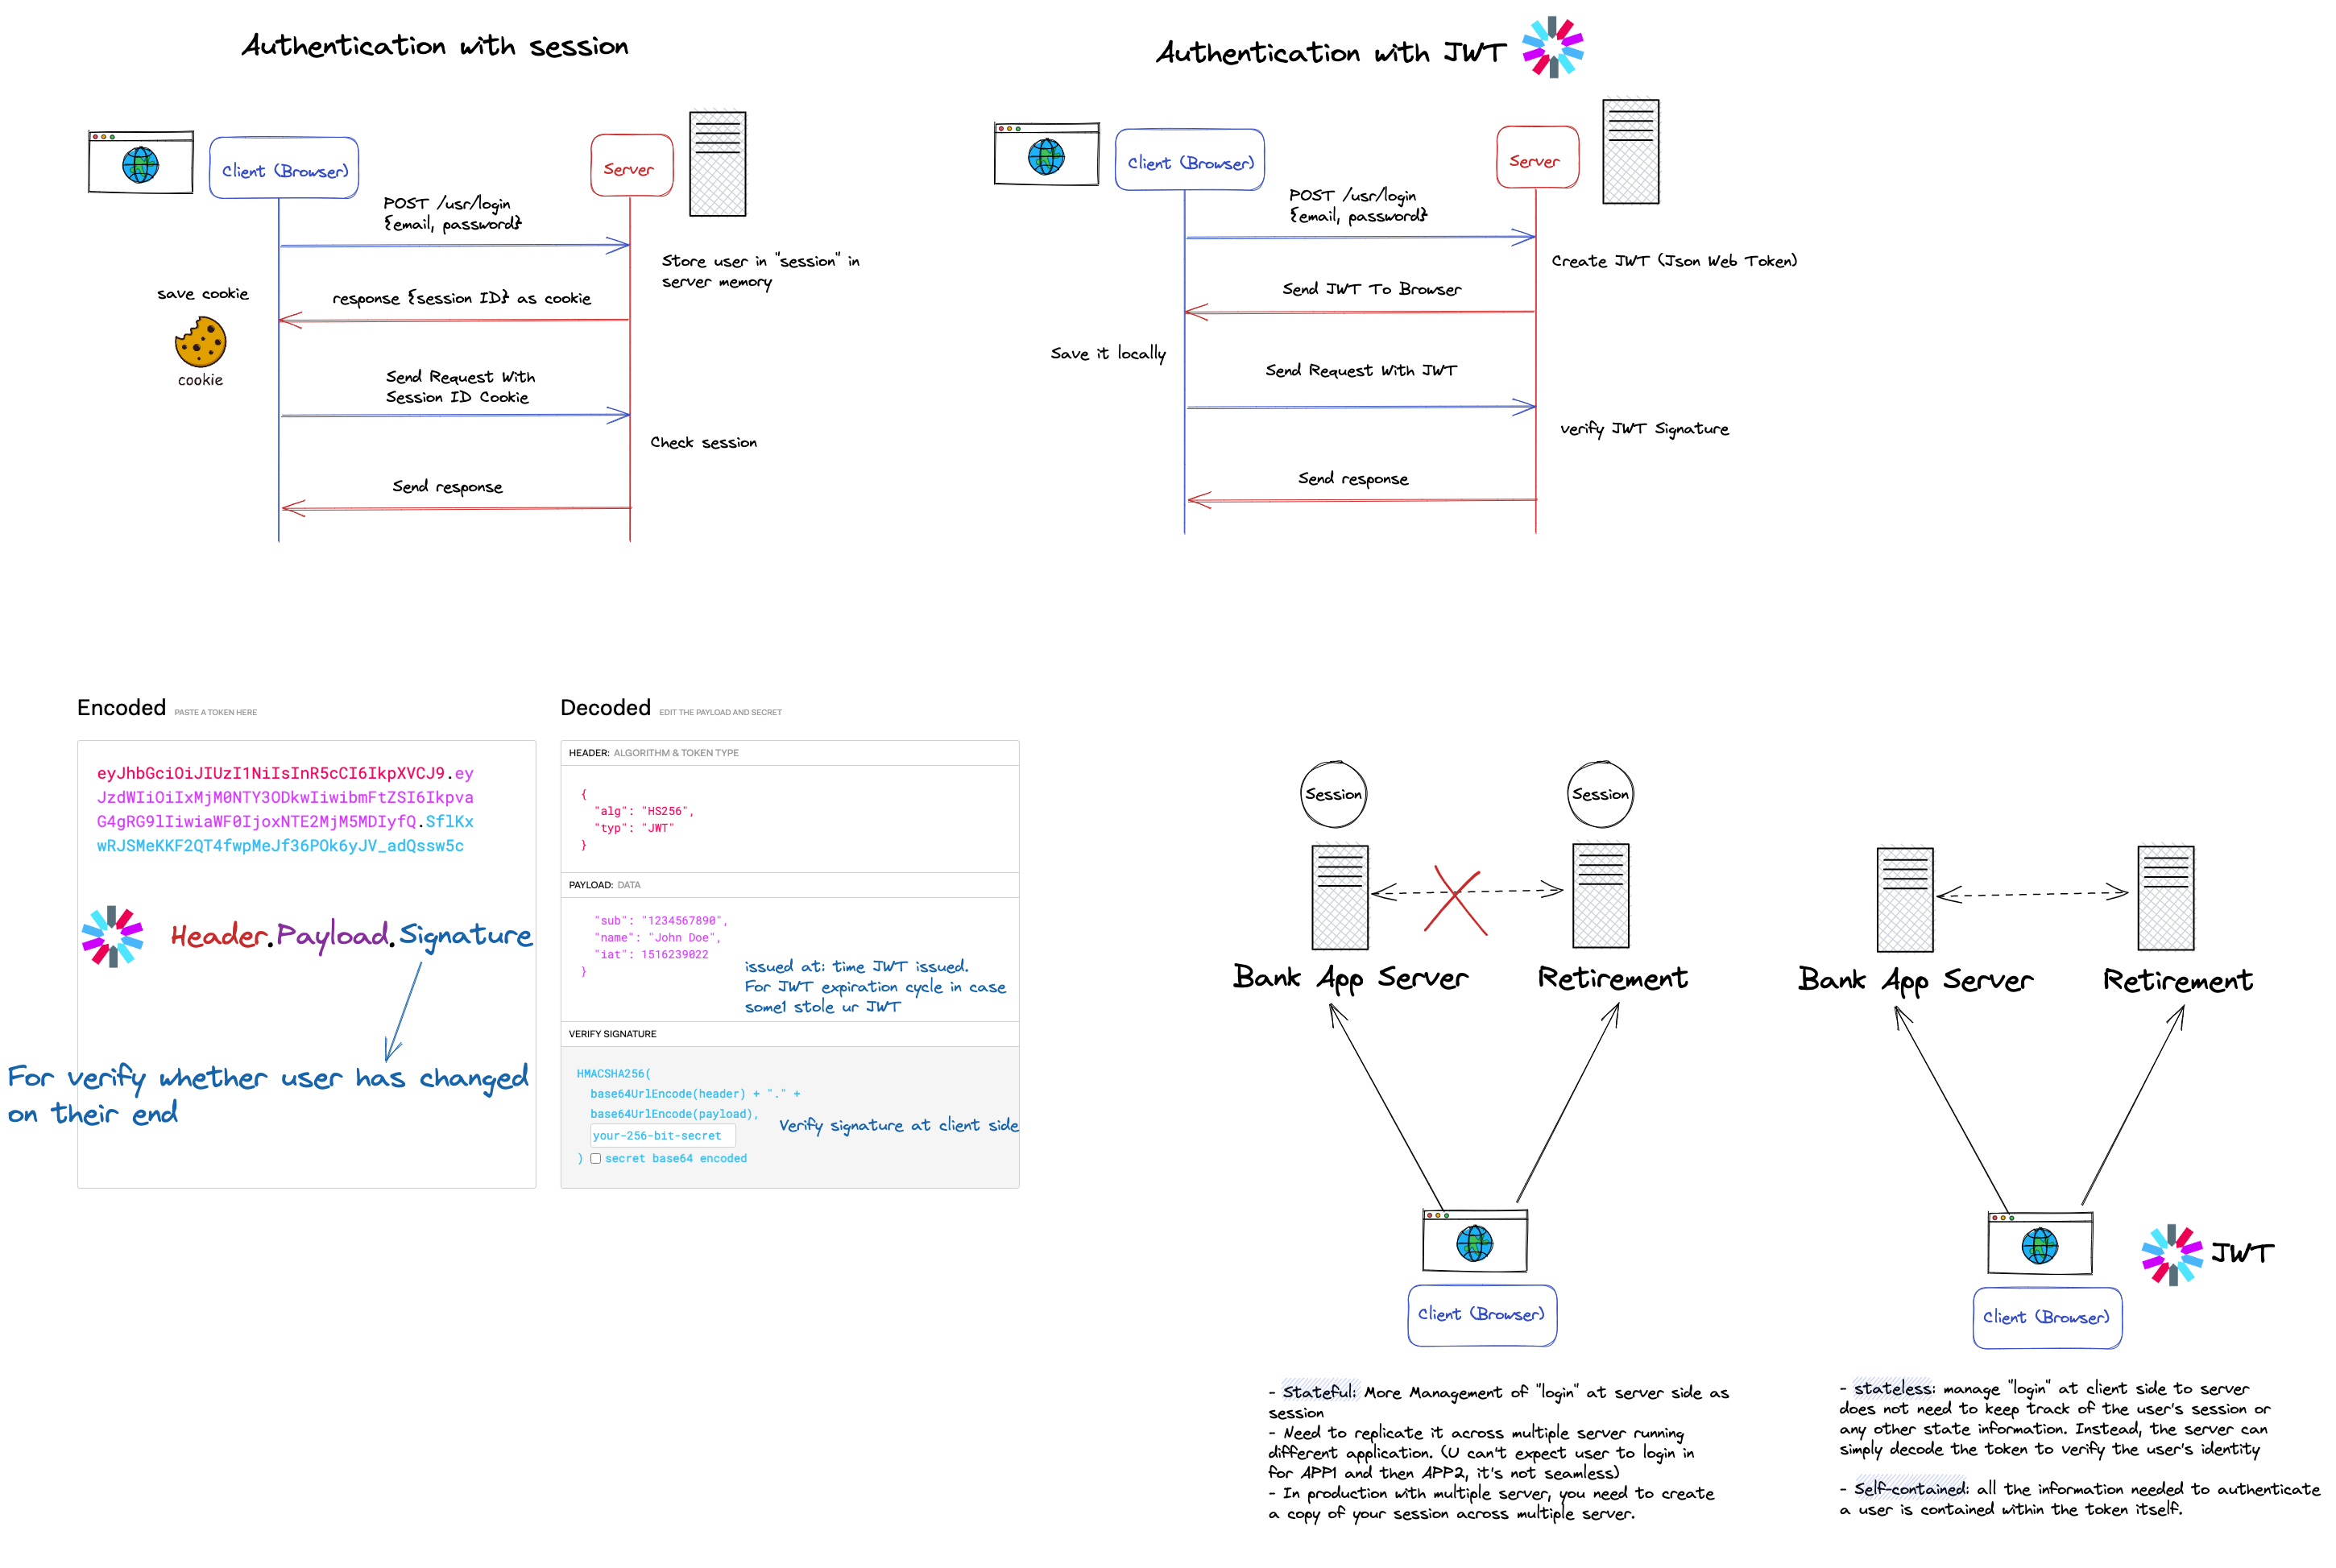 Authentication with session
Client (Browser)
Server
POST /usr/login
{email, password}
Store user in "session" in
server memory
save cookie
response {session ID} as cookie
cookie
Send Request With
Session ID Cookie
Check session
Send response
Authentication with JWT
Client (Browser)
Server
POST /usr/login
{email, password}
Create JWT (Json Web Token)
Send JWT To Browser
Save it locally
Send Request With JWT
verify JWT Signature
Send response
Encoded PASTE A TOKEN HERE
eyJhbGciOiJIUzI1NiIsInR5cCI6IkpXVCJ9.ey
JzdWIiOiIxMjM0NTY3ODkwIiwibmFtZSI6Ikpva
G4gRG9lIiwiaWF0IjoxNTE2MjM5MDIyfQ.SflKx
wRJSMeKKF2QT4fwpMeJf36POk6yJV_adQssw5c
Header.Payload.Signature
For verify whether user has changed
on their end
Decoded EDIT THE PAYLOAD AND SECRET
HEADER: ALGORITHM & TOKEN TYPE
{
"alg": "HS256",
"typ": "JWT"
}
PAYLOAD: DATA
"sub": "1234567890",
"name": "John Doe",
"iat": 1516239022
}
issued at: time JWT issued.
For JWT expiration cycle in case
some1 stole ur JWT
VERIFY SIGNATURE
HMACSHA256(
base64UrlEncode(header) + "." +
base64UrlEncode(payload),
your-256-bit-secret
) secret base64 encoded
Verify signature at client side
Session
Session
Bank App Server
Retirement
Client (Browser)
- Stateful: More Management of "login" at server side as
session
- Need to replicate it across multiple server running
different application. (U can't expect user to login in
for APP1 and then APP2, it's not seamless)
- In production with multiple server, you need to create
a copy of your session across multiple server.
Bank App Server
Retirement
JWT
Client (Browser)
- stateless: manage "login" at client side to server
does not need to keep track of the user's session or
any other state information. Instead, the server can
simply decode the token to verify the user's identity
- Self-contained: all the information needed to authenticate
a user is contained within the token itself.